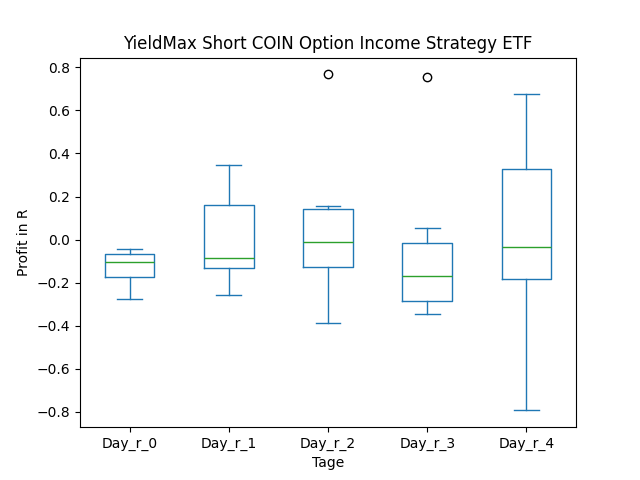 YieldMax Short COIN Option Income Strategy ETF
0.8
0.6
0.4
0.2
0.0
−0.2
−0.4
−0.6
−0.8
Profit in R
Day_r_0 Day_r_1 Day_r_2 Day_r_3 Day_r_4
Tage